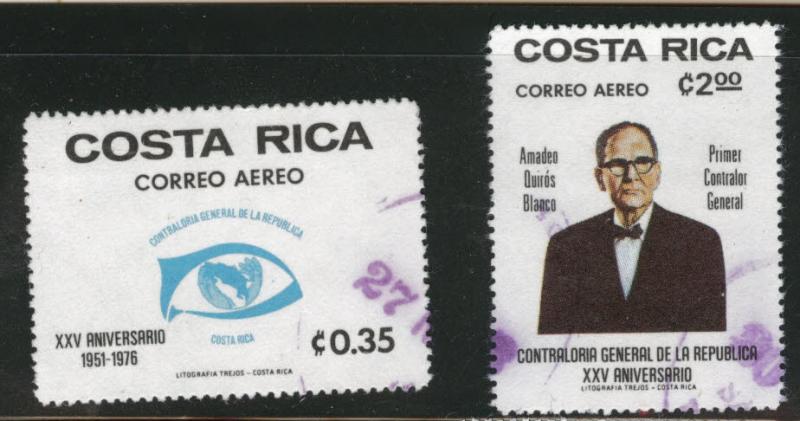 COSTA RICA
CORREO AEREO
CONTRALORIA GENERAL DE LA REPUBLICA
COSTA RICA
XXV ANIVERSARIO
1951-1976
₡0.35
LITOGRAFIA TREJOS - COSTA RICA
27
COSTA RICA
CORREO AEREO ₡2.00
Amadeo
Quirós
Blanco
Primer
Contralor
General
CONTRALORIA GENERAL DE LA REPUBLICA
XXV ANIVERSARIO
LITOGRAFIA TREJOS - COSTA RICA